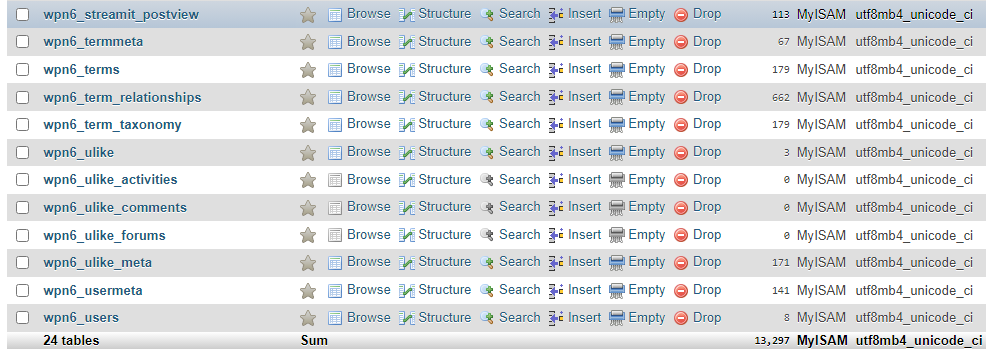 wpn6_streamit_postview Browse Structure Search Insert Empty Drop 113 MyISAM utf8mb4_unicode_ci
wpn6_termmeta Browse Structure Search Insert Empty Drop 67 MyISAM utf8mb4_unicode_ci
wpn6_terms Browse Structure Search Insert Empty Drop 179 MyISAM utf8mb4_unicode_ci
wpn6_term_relationships Browse Structure Search Insert Empty Drop 662 MyISAM utf8mb4_unicode_ci
wpn6_term_taxonomy Browse Structure Search Insert Empty Drop 179 MyISAM utf8mb4_unicode_ci
wpn6_ulike Browse Structure Search Insert Empty Drop 3 MyISAM utf8mb4_unicode_ci
wpn6_ulike_activities Browse Structure Search Insert Empty Drop 0 MyISAM utf8mb4_unicode_ci
wpn6_ulike_comments Browse Structure Search Insert Empty Drop 0 MyISAM utf8mb4_unicode_ci
wpn6_ulike_forums Browse Structure Search Insert Empty Drop 0 MyISAM utf8mb4_unicode_ci
wpn6_ulike_meta Browse Structure Search Insert Empty Drop 171 MyISAM utf8mb4_unicode_ci
wpn6_usermeta Browse Structure Search Insert Empty Drop 141 MyISAM utf8mb4_unicode_ci
wpn6_users Browse Structure Search Insert Empty Drop 8 MyISAM utf8mb4_unicode_ci
24 tables Sum 13,297 MyISAM utf8mb4_unicode_ci